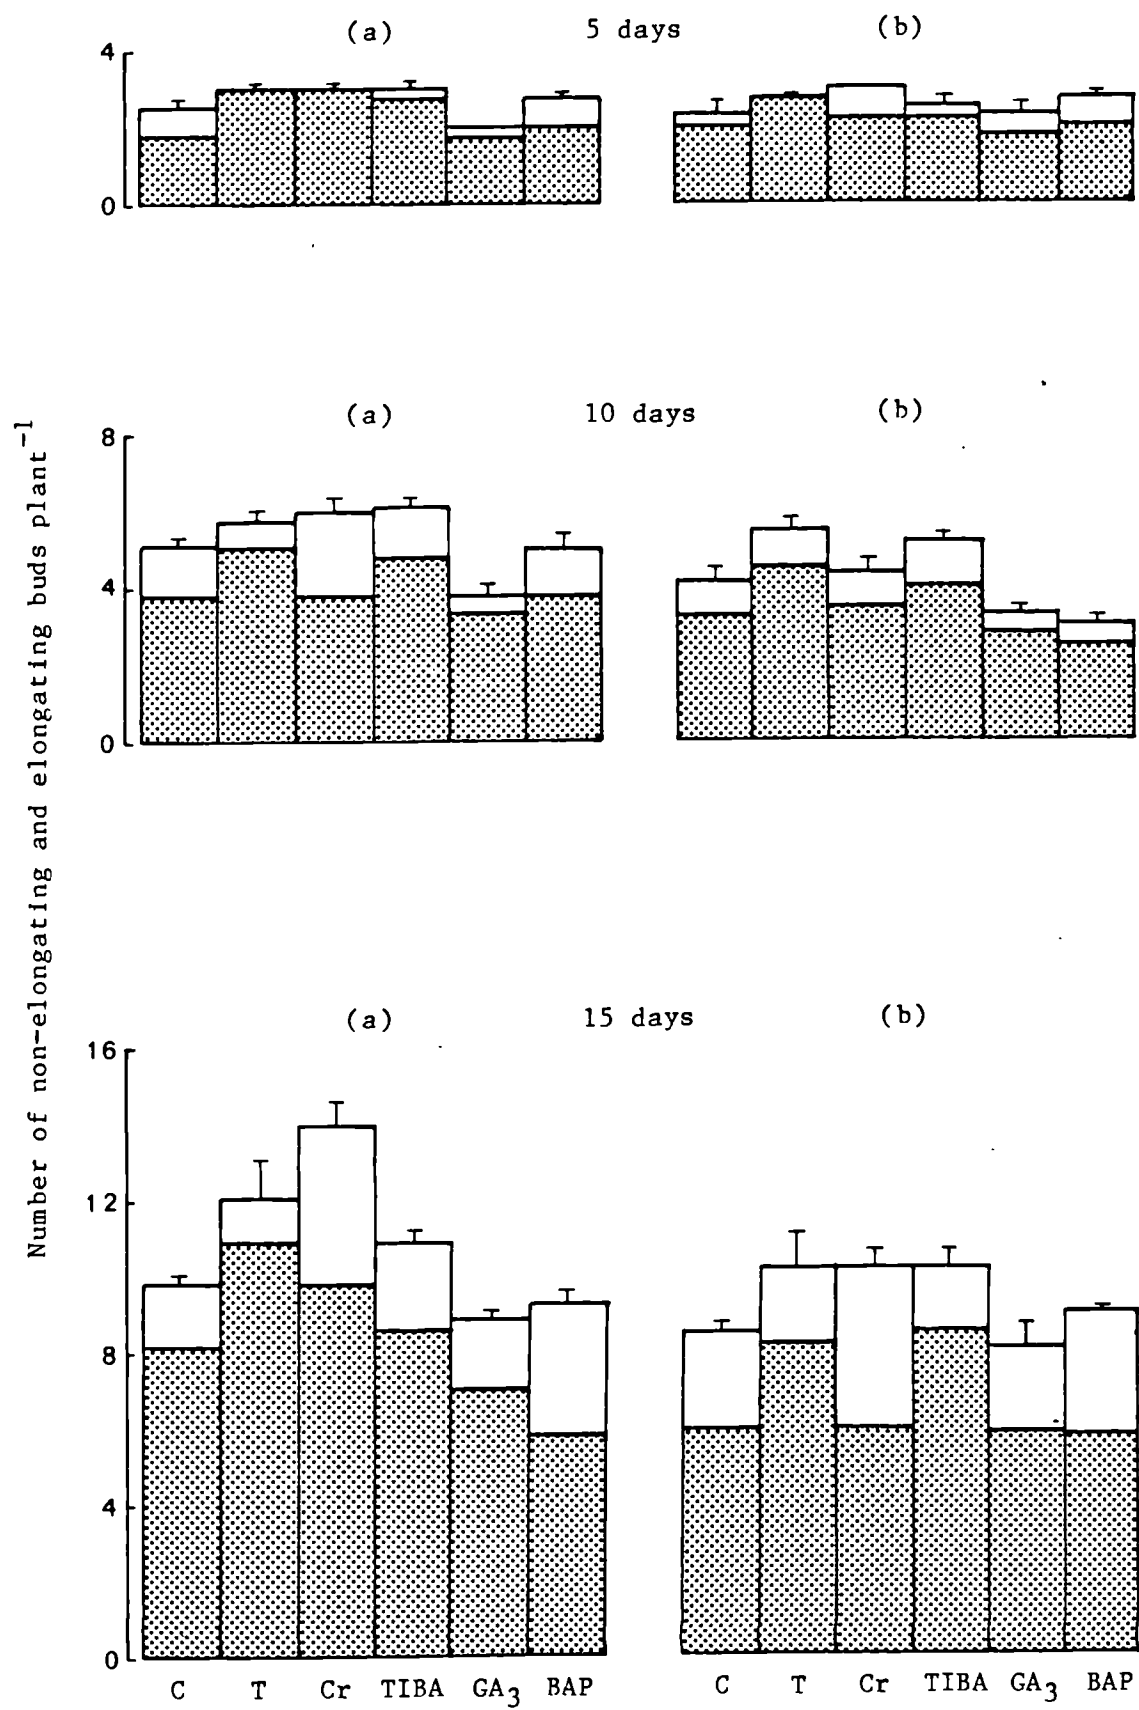 (a) 5 days (b)
4
0
(a) 10 days (b)
8
4
0
Number of non-elongating and elongating buds plant⁻¹
(a) 15 days (b)
16
12
8
4
0
C T Cr TIBA GA₃ BAP C T Cr TIBA GA₃ BAP